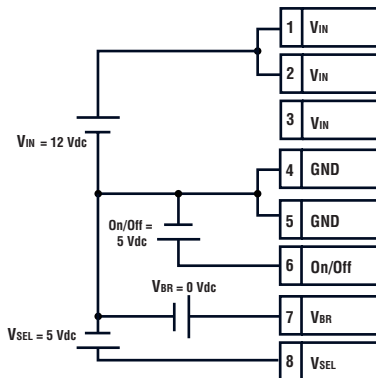 1 VIN
2 VIN
3 VIN
VIN = 12 Vdc
4 GND
5 GND
On/Off =
5 Vdc
6 On/Off
VBR = 0 Vdc
7 VBR
VSEL = 5 Vdc
8 VSEL